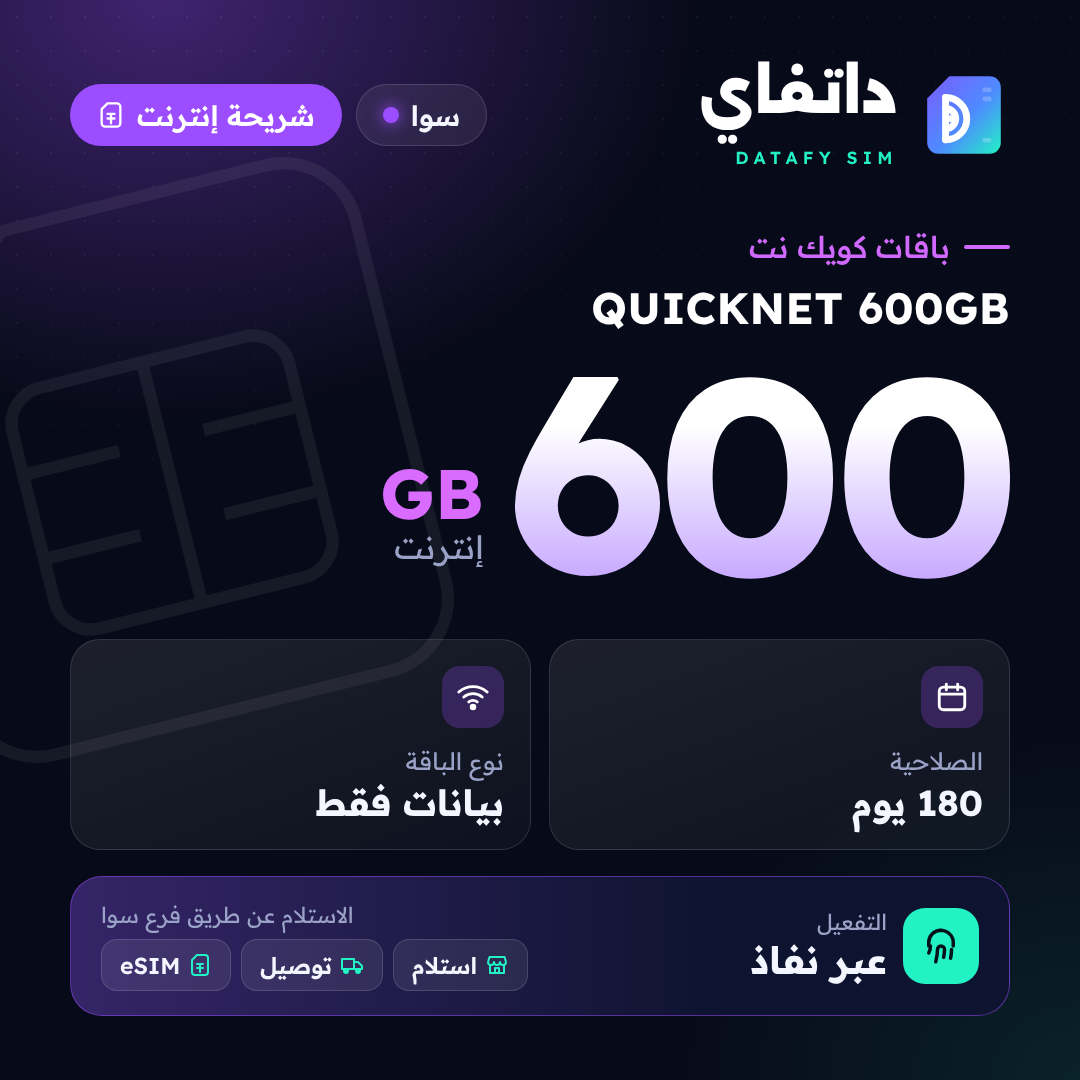 داتفاي
DATAFY SIM
سوا
شريحة إنترنت
باقات كويك نت
QUICKNET 600GB
600
GB
إنترنت
الصلاحية
180 يوم
نوع الباقة
بيانات فقط
التفعيل
عبر نفاذ
الاستلام عن طريق فرع سوا
استلام
توصيل
eSIM